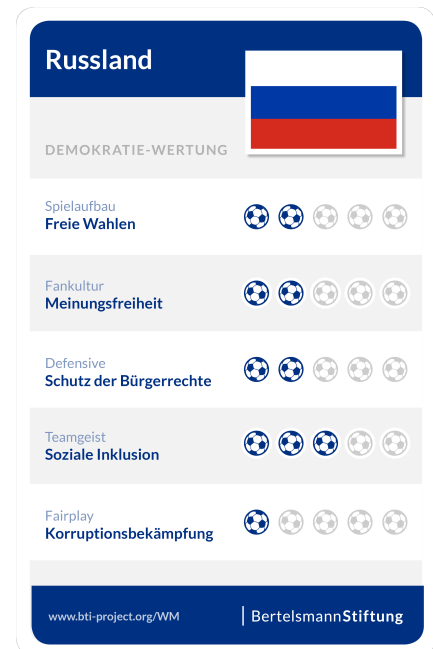 Russland
DEMOKRATIE-WERTUNG
Spielaufbau
Freie Wahlen
Fankultur
Meinungsfreiheit
Defensive
Schutz der Bürgerrechte
Teamgeist
Soziale Inklusion
Fairplay
Korruptionsbekämpfung
www.bti-project.org/WM
BertelsmannStiftung